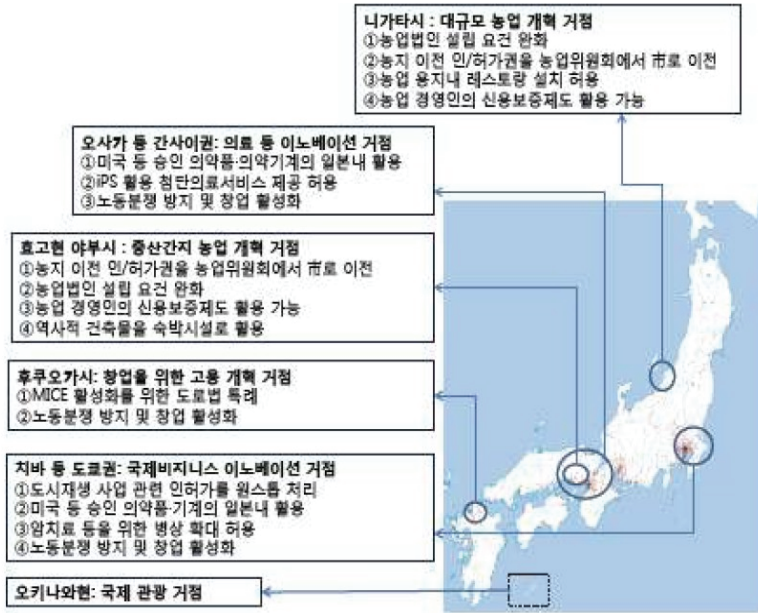 니가타시 : 대규모 농업 개혁 거점
①농업법인 설립 요건 완화
②농지 이전 인/허가권을 농업위원회에서 市로 이전
③농업 용지내 레스토랑 설치 허용
④농업 경영인의 신용보증제도 활용 가능
오사카 등 간사이권: 의료 등 이노베이션 거점
①미국 등 승인 의약품·의약기계의 일본내 활용
②iPS 활용 첨단의료서비스 제공 허용
③노동분쟁 방지 및 창업 활성화
효고현 야부시 : 중산간지 농업 개혁 거점
①농지 이전 인/허가권을 농업위원회에서 市로 이전
②농업법인 설립 요건 완화
③농업 경영인의 신용보증제도 활용 가능
④역사적 건축물을 숙박시설로 활용
후쿠오카시: 창업을 위한 고용 개혁 거점
①MICE 활성화를 위한 도로법 특례
②노동분쟁 방지 및 창업 활성화
치바 등 도쿄권: 국제비지니스 이노베이션 거점
①도시재생 사업 관련 인허가를 원스톱 처리
②미국 등 승인 의약품·기계의 일본내 활용
③암치료 등을 위한 병상 확대 허용
④노동분쟁 방지 및 창업 활성화
오키나와현: 국제 관광 거점